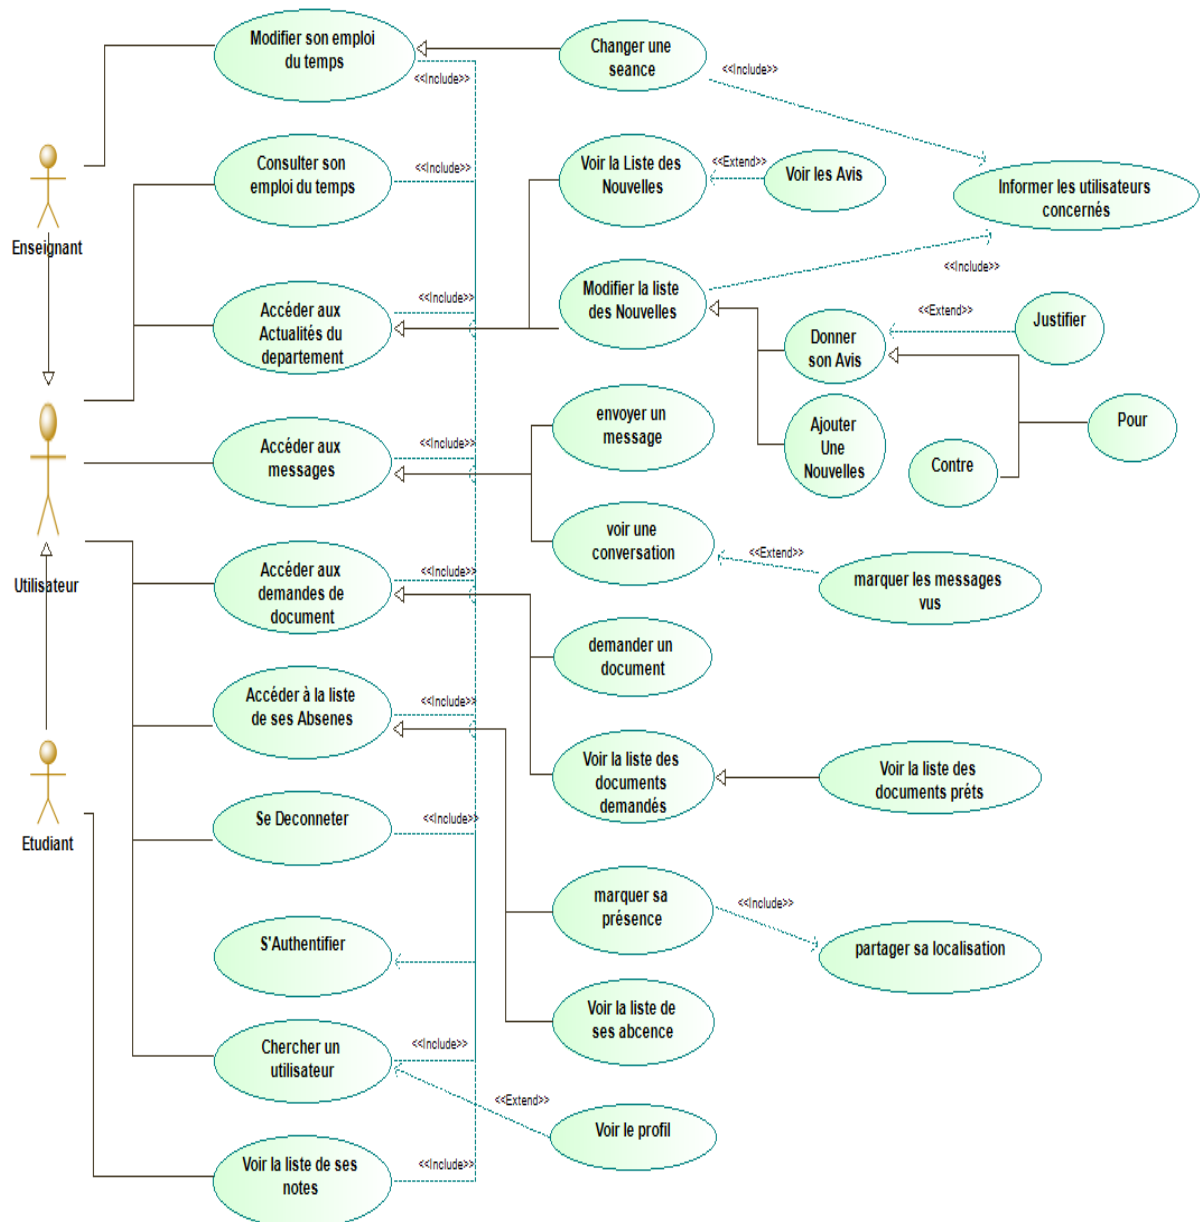 Modifier son emploi
du temps
<<Include>>
Changer une
seance
<<Include>>
Enseignant
Consulter son
emploi du temps
<<Include>>
Voir la Liste des
Nouvelles
<<Extend>>
Voir les Avis
Informer les utilisateurs
concernés
Accéder aux
Actualités du
departement
<<Include>>
Modifier la liste
des Nouvelles
<<Include>>
Donner
son Avis
<<Extend>>
Justifier
Ajouter
Une
Nouvelles
Contre
Pour
Utilisateur
Accéder aux
messages
<<Include>>
envoyer un
message
voir une
conversation
<<Extend>>
marquer les messages
vus
Accéder aux
demandes de
document
<<Include>>
demander un
document
Voir la liste des
documents
demandés
Voir la liste des
documents préts
Accéder à la liste
de ses Absenes
<<Include>>
Etudiant
Se Deconneter
<<Include>>
marquer sa
présence
<<Include>>
partager sa localisation
S'Authentifier
Voir la liste de
ses abcence
Chercher un
utilisateur
<<Include>>
<<Extend>>
Voir le profil
Voir la liste de ses
notes
<<Include>>